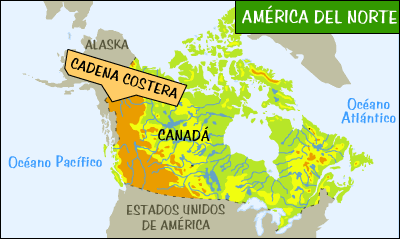 AMÉRICA DEL NORTE
ALASKA
CADENA COSTERA
Océano
Atlántico
CANADÁ
Océano Pacífico
ESTADOS UNIDOS
DE AMÉRICA